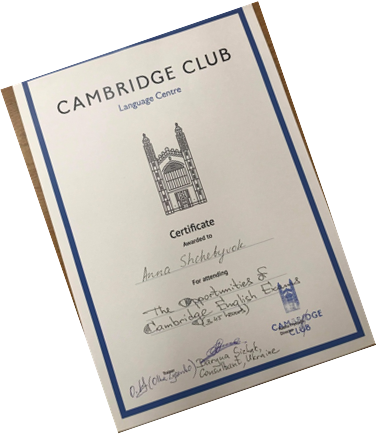 CAMBRIDGE CLUB
Language Centre
Certificate
Awarded to
Anna
For attending
The Opportunities of
Cambridge English Exams
Consultant, Ukraine
CAMBRIDGE
CLUB